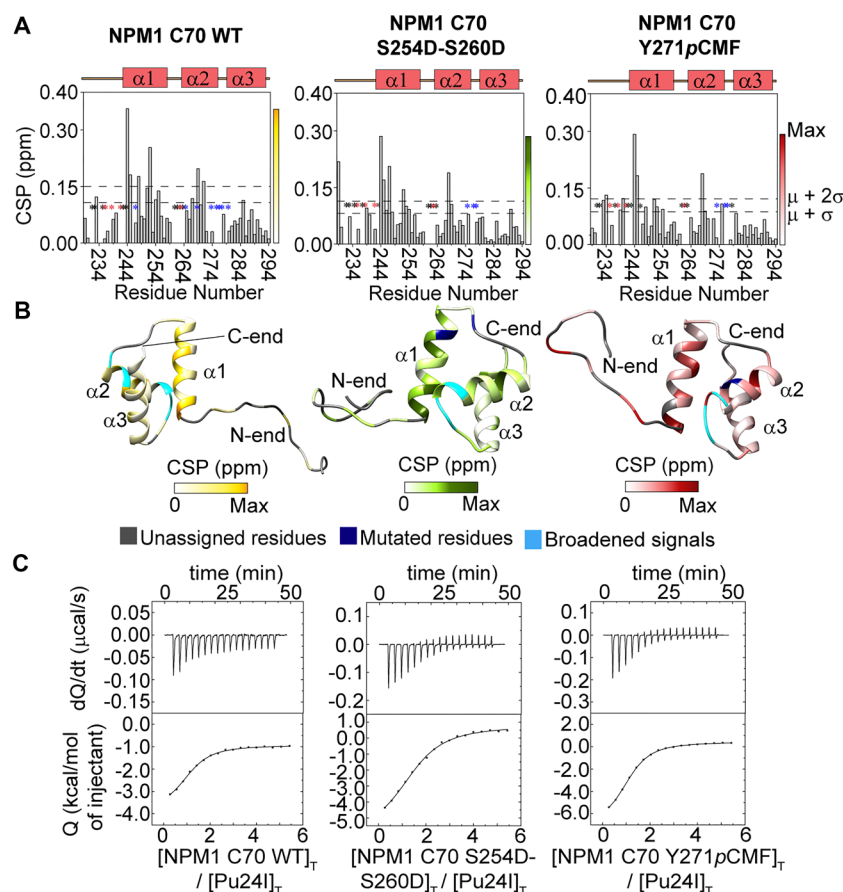 A
NPM1 C70 WT
NPM1 C70
S254D-S260D
NPM1 C70
Y271pCMF
α1 α2 α3
α1 α2 α3
α1 α2 α3
CSP (ppm)
0.40
0.30
0.15
0.00
0.40
0.30
0.15
0.00
0.40
0.30
0.15
0.00
Max
μ + 2σ
μ + σ
234 244 254 264 274 284 294
234 244 254 264 274 284 294
234 244 254 264 274 284 294
Residue Number
Residue Number
Residue Number
B
C-end
α1
α2
α3
N-end
CSP (ppm)
0 Max
α1
C-end
N-end
α2
α3
CSP (ppm)
0 Max
α1
C-end
N-end
α2
α3
CSP (ppm)
0 Max
Unassigned residues
Mutated residues
Broadened signals
C
time (min)
0 25 50
time (min)
0 25 50
time (min)
0 25 50
dQ/dt (μcal/s)
0.05
0.00
-0.05
-0.10
-0.15
0.1
0.0
-0.1
-0.2
0.1
0.0
-0.1
-0.2
Q (kcal/mol
of injectant)
0.0
-1.0
-2.0
-3.0
-4.0
1.0
0.0
-1.0
-2.0
-3.0
-4.0
-5.0
2.0
0.0
-2.0
-4.0
-6.0
0 2 4 6
0 2 4 6
0 2 4 6
[NPM1 C70 WT]T
/ [Pu24I]T
[NPM1 C70 S254D-
S260D]T / [Pu24I]T
[NPM1 C70 Y271pCMF]T
/ [Pu24I]T